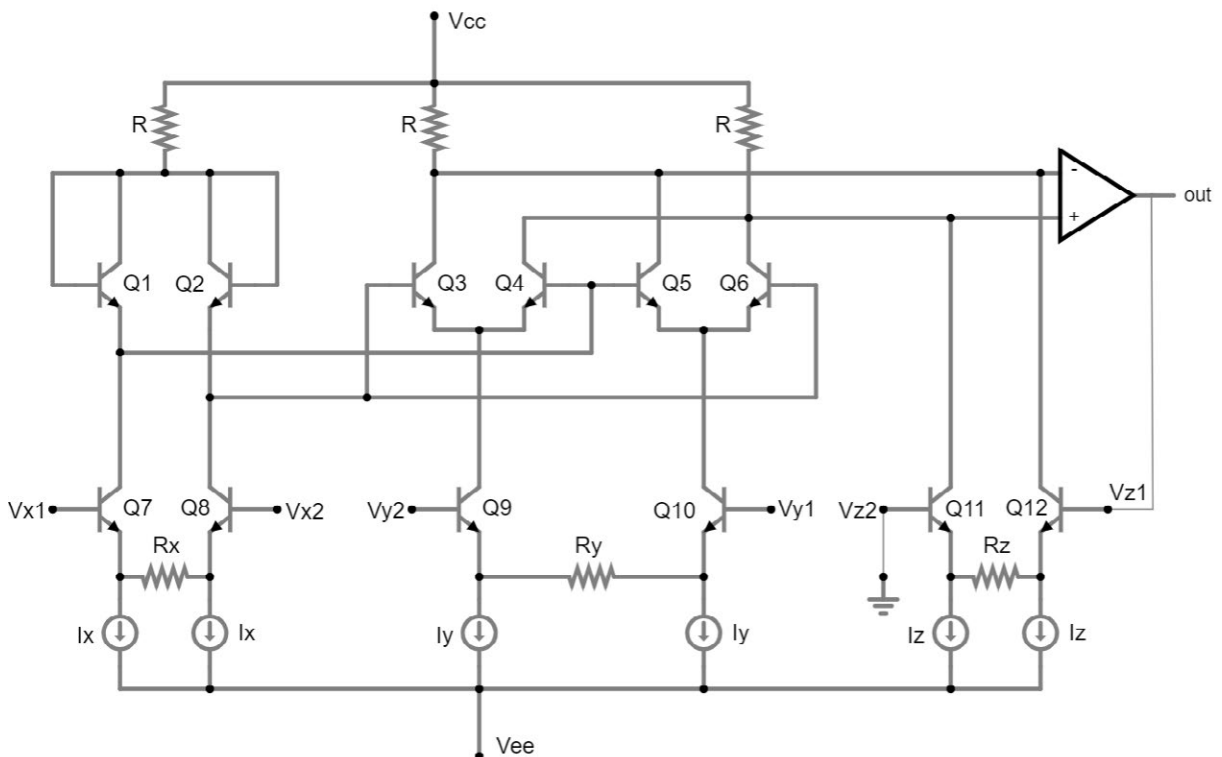 Vcc
R
R
R
-
+
out
Q1
Q2
Q3
Q4
Q5
Q6
Vx1
Q7
Q8
Vx2
Vy2
Q9
Q10
Vy1
Vz2
Q11
Q12
Vz1
Rx
Ry
Rz
Ix
Ix
Iy
Iy
Iz
Iz
Vee